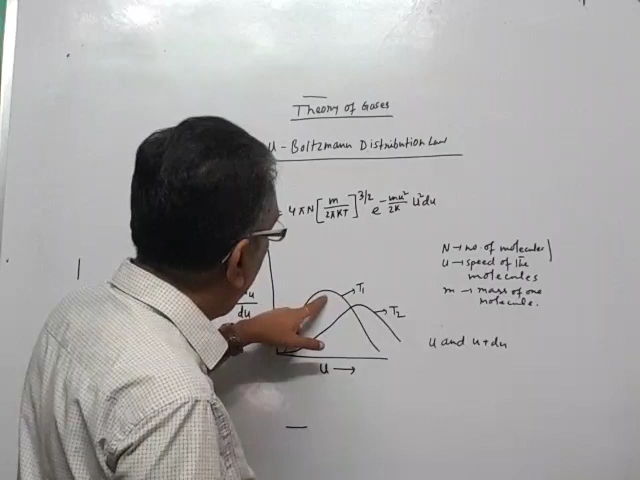 Theory of Gases
- Boltzmann Distribution Law
= 4πN [m/2πKT]^3/2 e^-mu²/2K u²du
N → no. of molecules
u → speed of the
molecules
m → mass of one
molecule.
T₁
T₂
u
du
u and u+du
u →